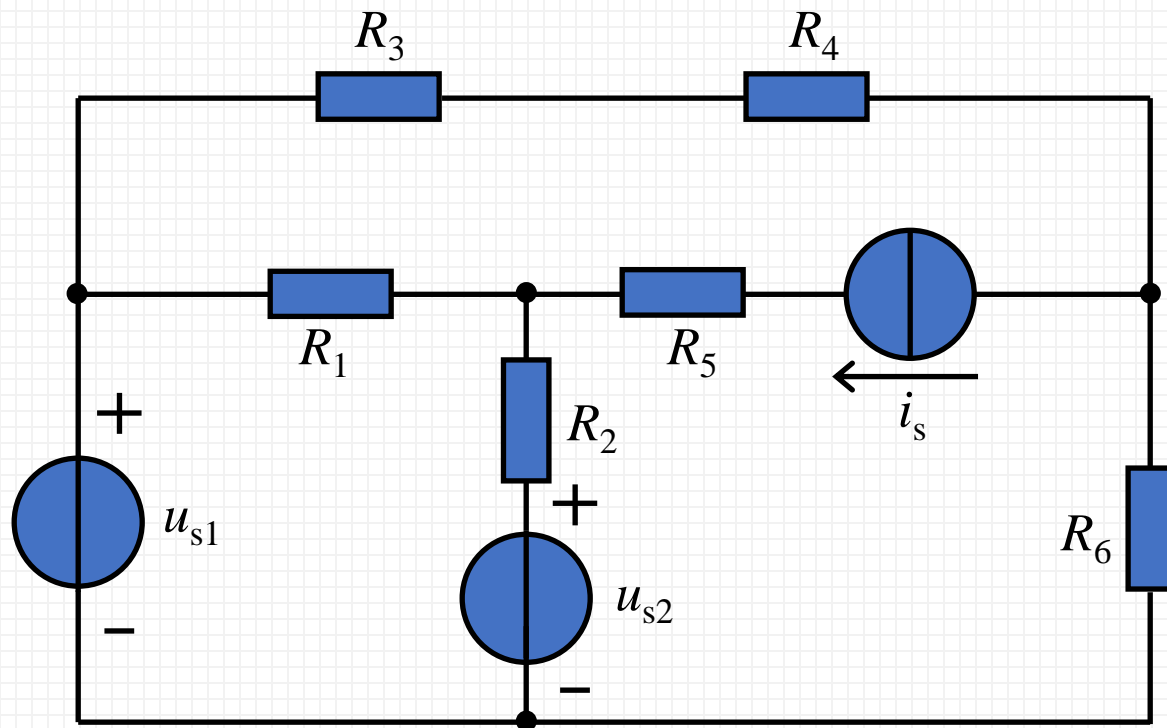 R3 R4
R1 R5
is
R2
+ +
us1
R6
us2
−
−